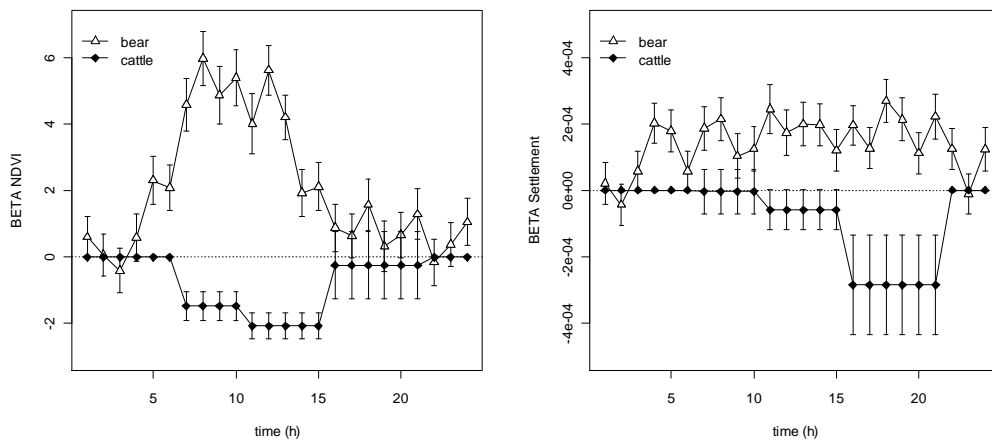 bear
cattle
BETA NDVI
6
4
2
0
-2
5
10
15
20
time (h)
bear
cattle
BETA Settlement
4e-04
2e-04
0e+00
-2e-04
-4e-04
5
10
15
20
time (h)